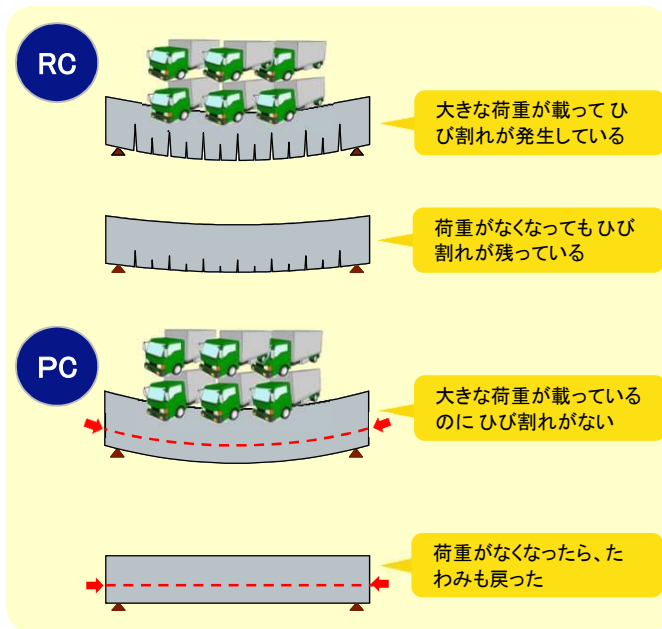 RC
大きな荷重が載って ひ
び割れが発生している
荷重がなくなっても ひび
割れが残っている
PC
大きな荷重が載っている
のに ひび割れがない
荷重がなくなったら、た
わみも戻った